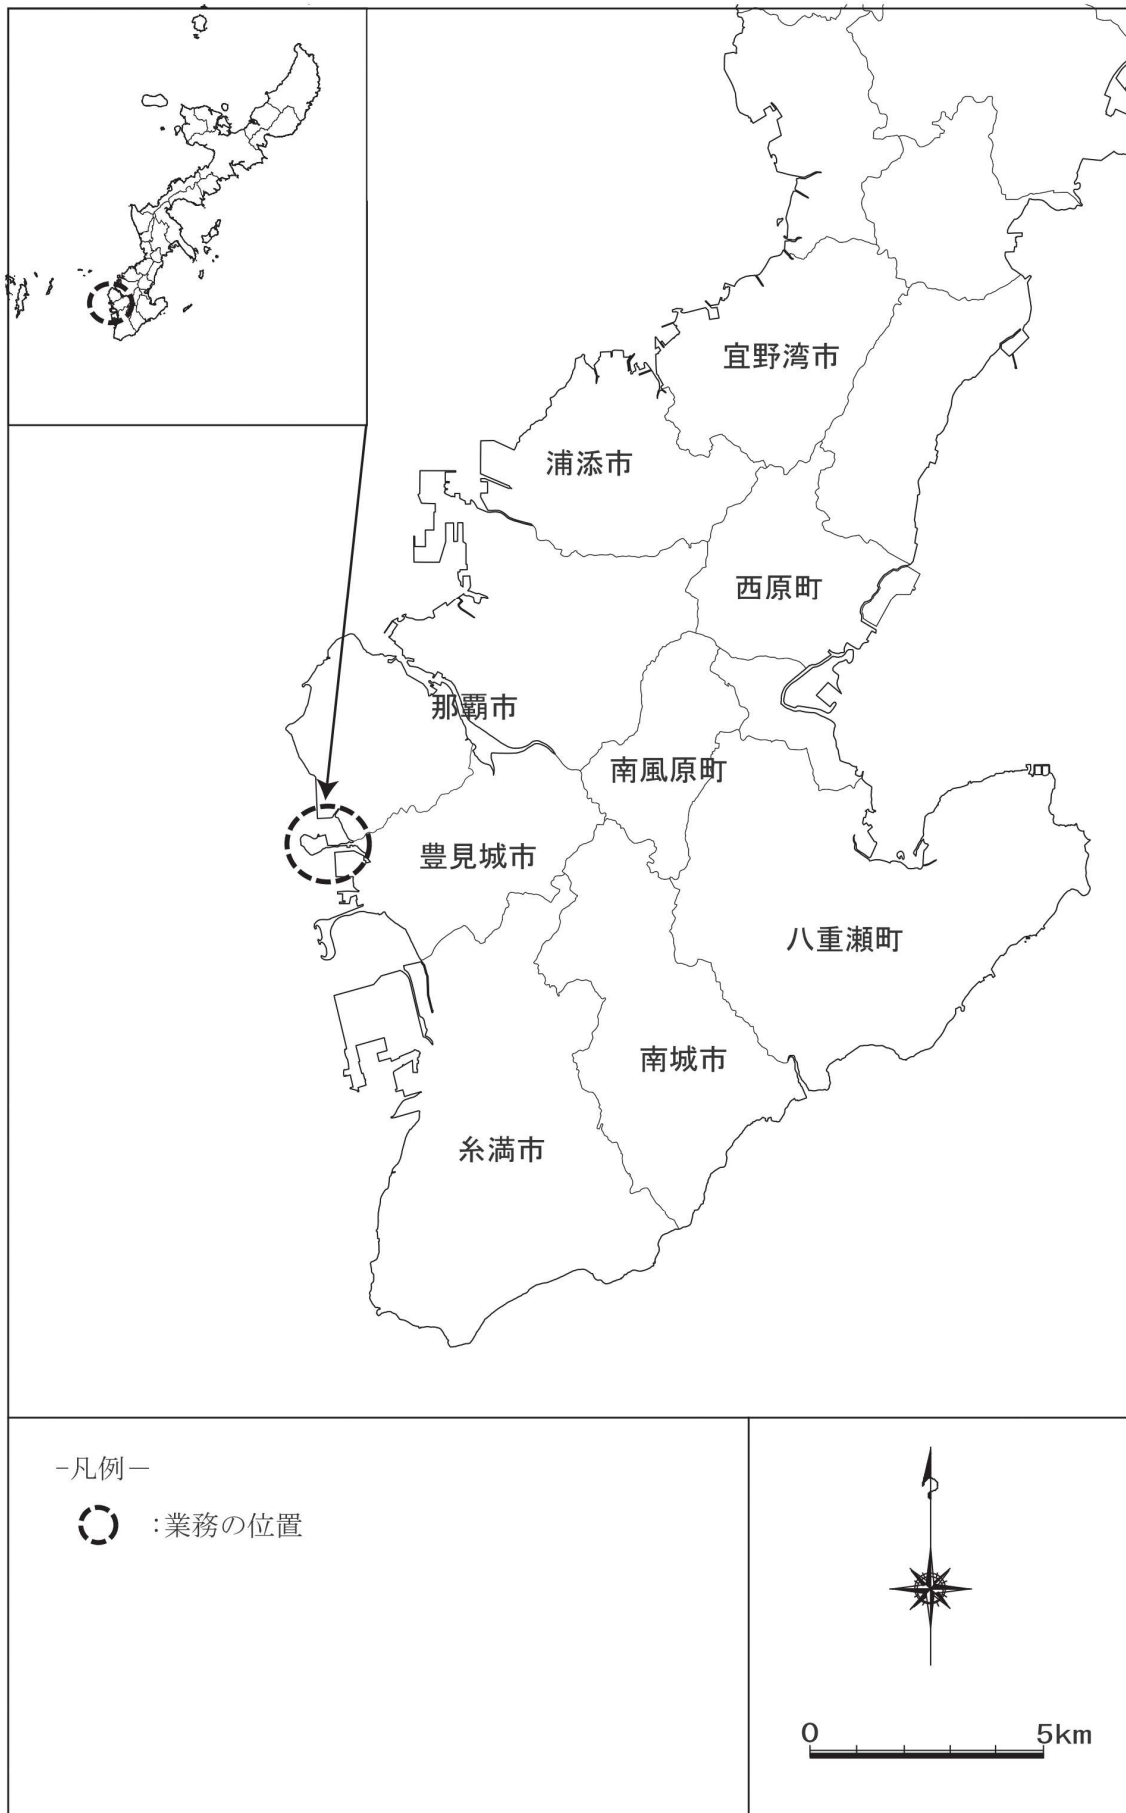 宜野湾市
浦添市
西原町
那覇市
南風原町
豊見城市
八重瀬町
南城市
糸満市
-凡例－
:業務の位置
0 5km